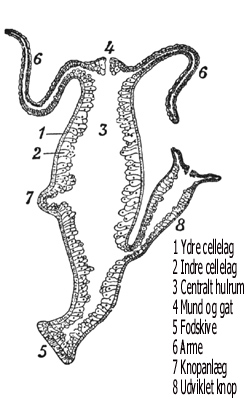 4
6
6
1
2
3
7
8
5
1 Ydre cellelag
2 Indre cellelag
3 Centralt hulrum
4 Mund og gat
5 Fodskive
6 Arme
7 Knopanlæg
8 Udviklet knop